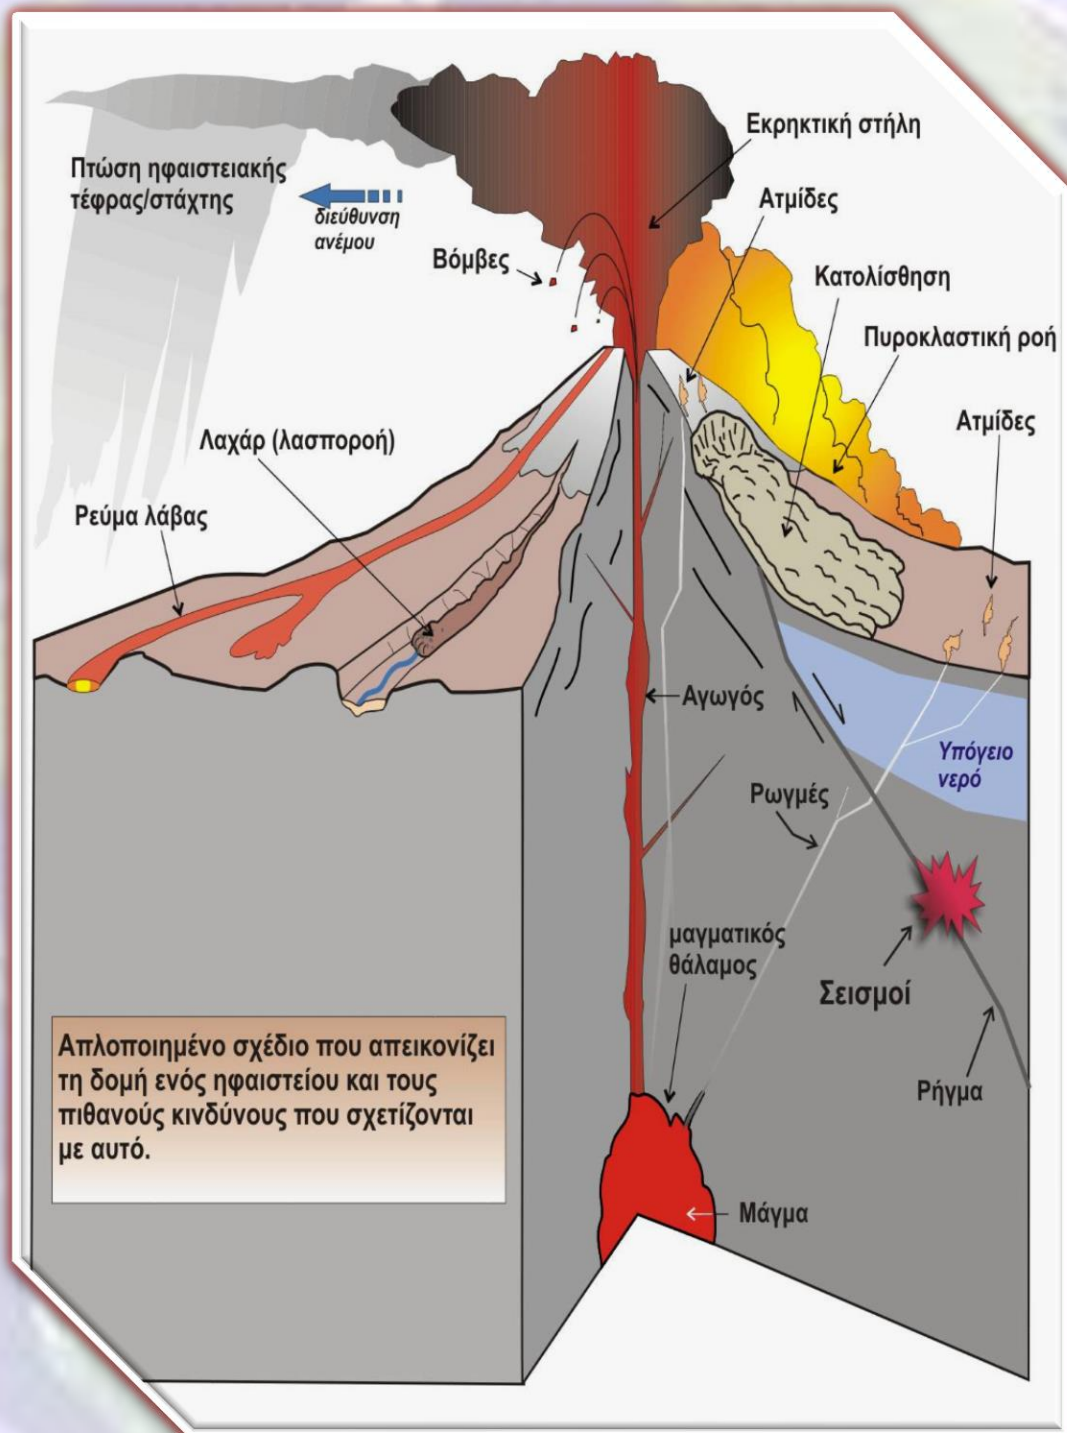 Εκρηκτική στήλη
Πτώση ηφαιστειακής
τέφρας/στάχτης
διεύθυνση
ανέμου
Ατμίδες
Βόμβες
Κατολίσθηση
Πυροκλαστική ροή
Ατμίδες
Λαχάρ (λασποροή)
Ρεύμα λάβας
Αγωγός
Υπόγειο
νερό
Ρωγμές
μαγματικός
θάλαμος
Σεισμοί
Ρήγμα
Απλοποιημένο σχέδιο που απεικονίζει
τη δομή ενός ηφαιστείου και τους
πιθανούς κινδύνους που σχετίζονται
με αυτό.
Μάγμα